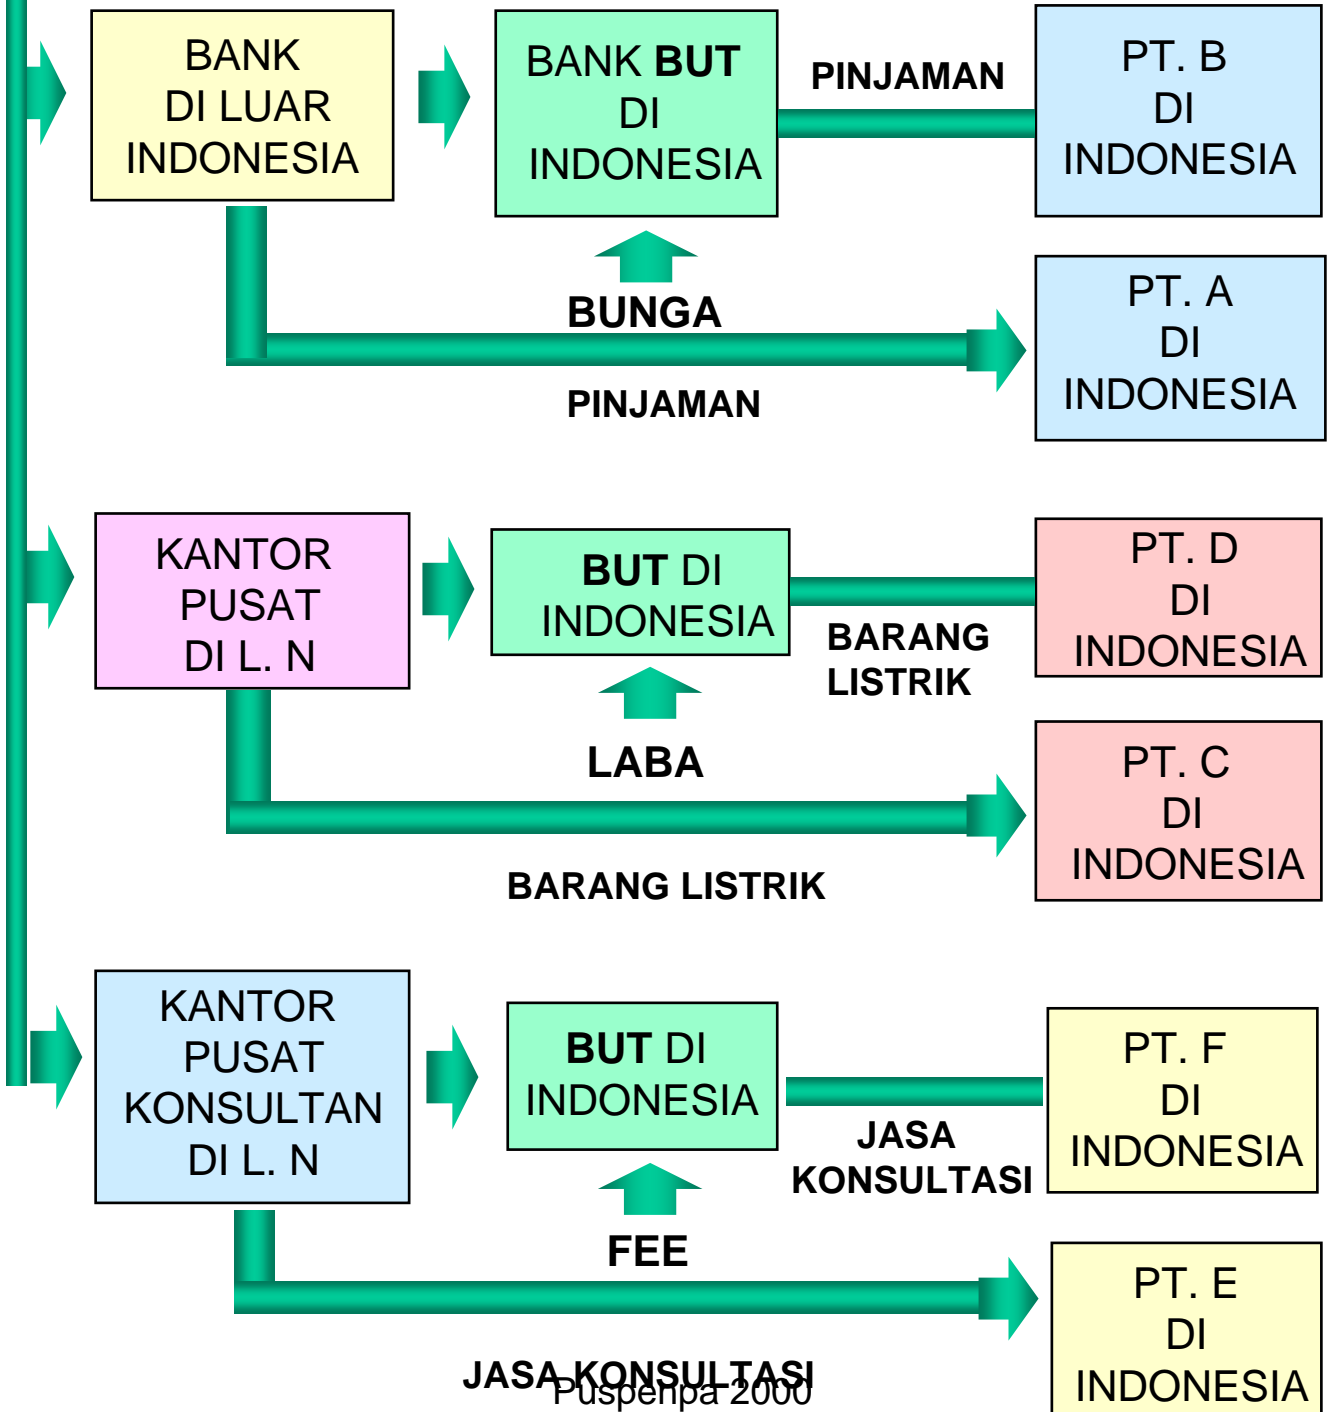 BANK
DI LUAR
INDONESIA
BANK BUT
DI
INDONESIA
PINJAMAN
PT. B
DI
INDONESIA
BUNGA
PINJAMAN
PT. A
DI
INDONESIA
KANTOR
PUSAT
DI L. N
BUT DI
INDONESIA
BARANG
LISTRIK
PT. D
DI
INDONESIA
LABA
BARANG LISTRIK
PT. C
DI
INDONESIA
KANTOR
PUSAT
KONSULTAN
DI L. N
BUT DI
INDONESIA
JASA
KONSULTASI
PT. F
DI
INDONESIA
FEE
JASA KONSULTASI
PT. E
DI
INDONESIA
Puspenpa 2000